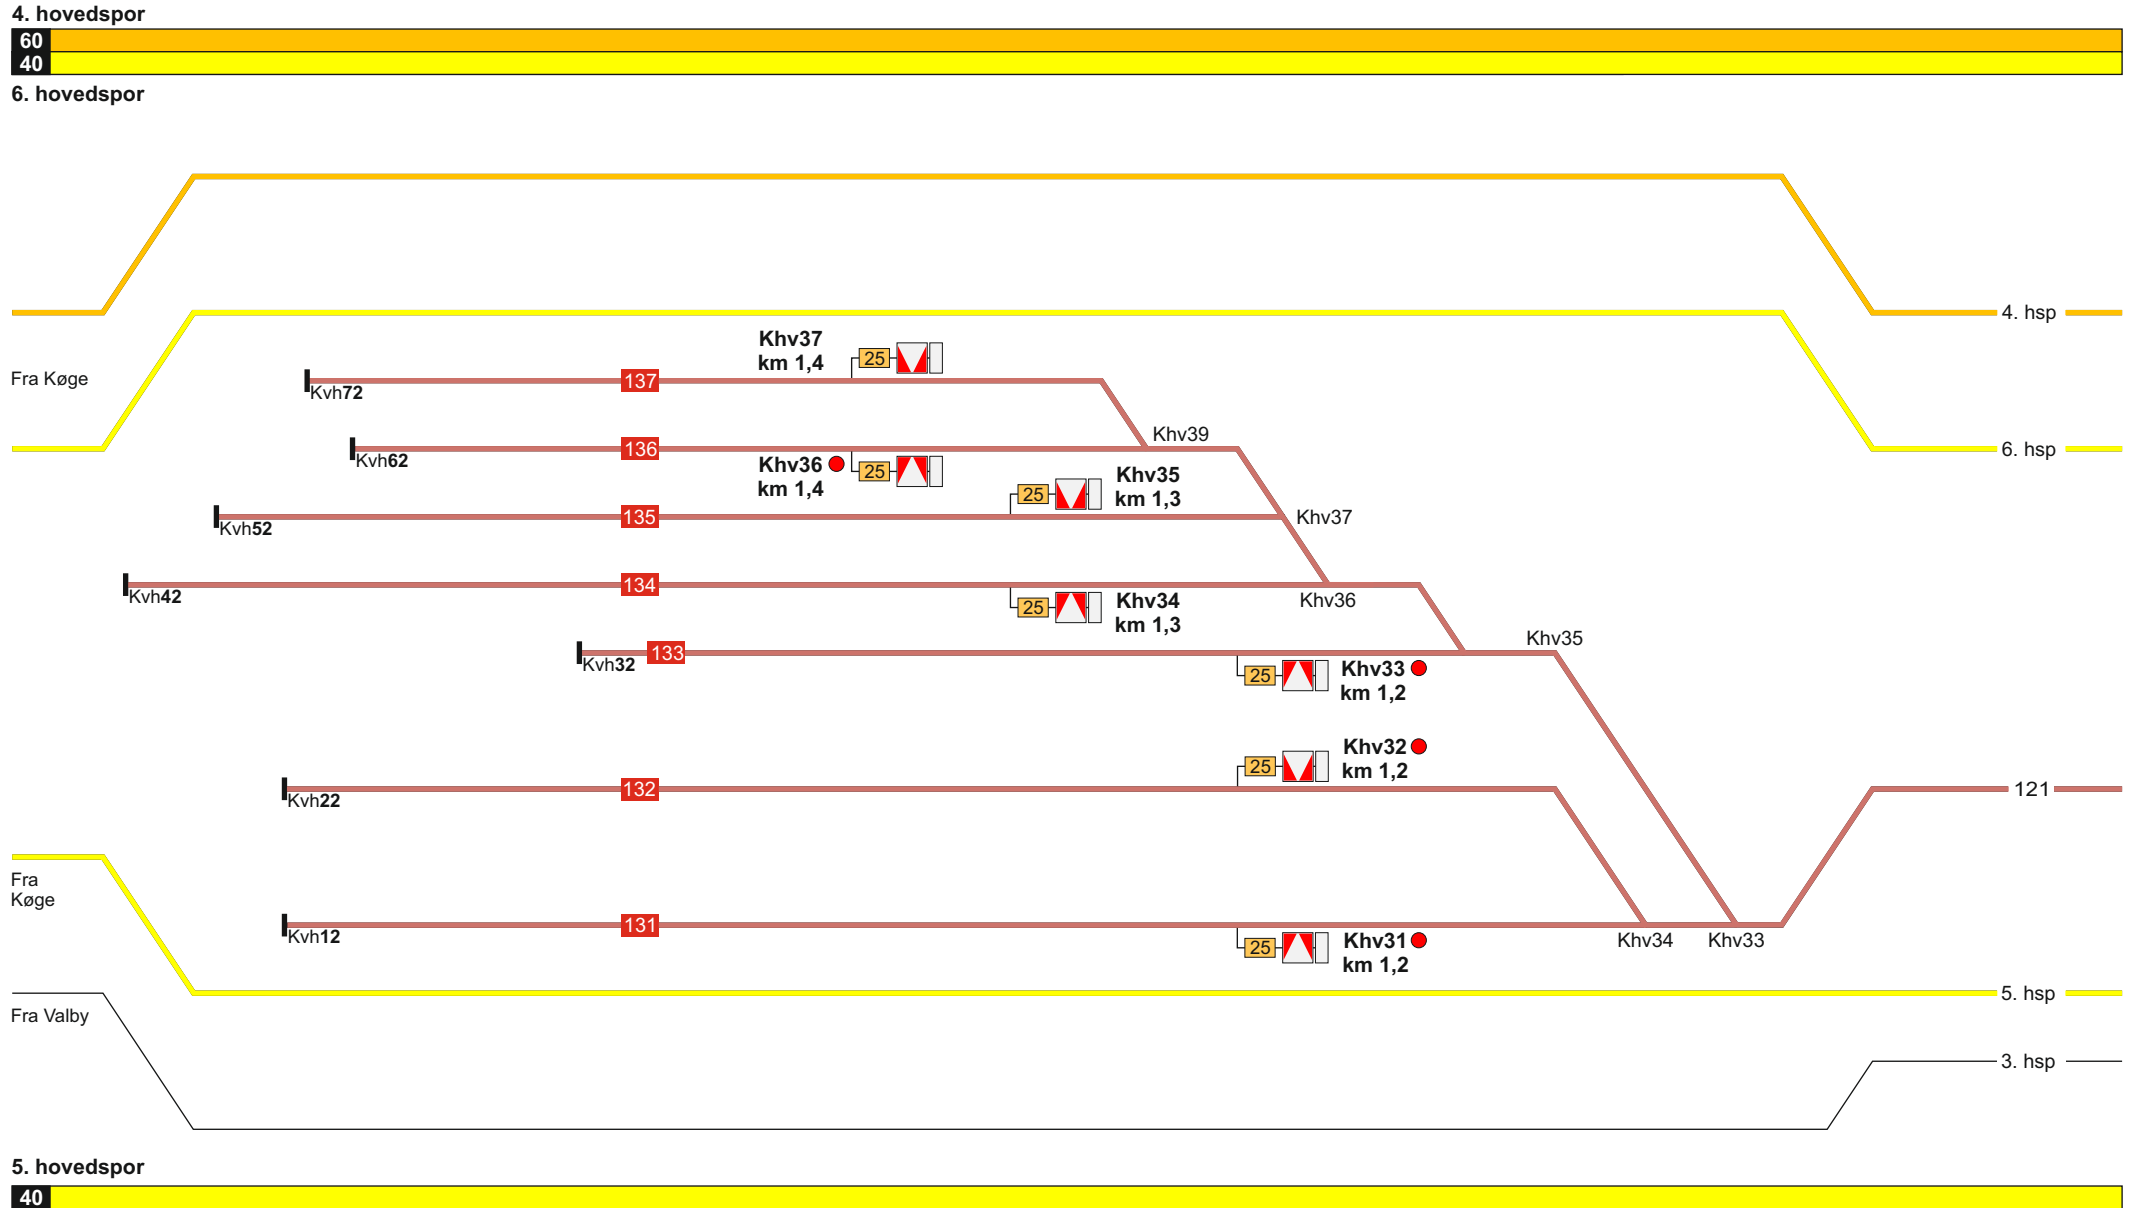 4. hovedspor
60
40
6. hovedspor
4. hsp
Khv37
km 1,4
25
Fra Køge
137
Kvh72
Khv39
136
6. hsp
Kvh62
Khv36
km 1,4
25
Khv35
km 1,3
25
135
Khv37
Kvh52
134
Kvh42
Khv36
Khv34
km 1,3
25
Khv35
133
Kvh32
Khv33
km 1,2
25
Khv32
km 1,2
25
132
121
Kvh22
Fra
Køge
131
Kvh12
Khv31
km 1,2
25
Khv34
Khv33
5. hsp
Fra Valby
3. hsp
5. hovedspor
40